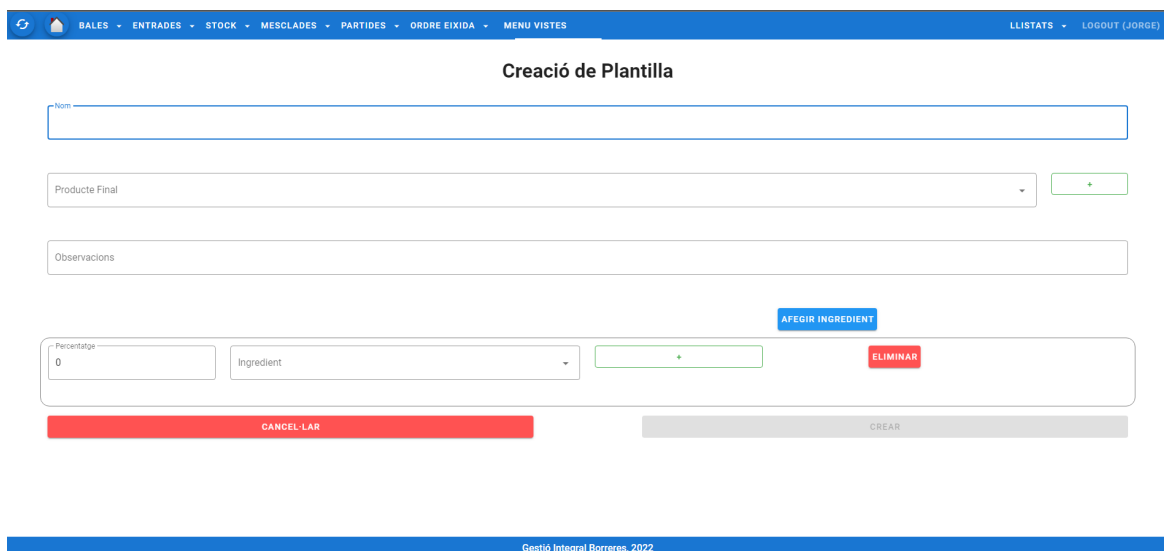 BALES ENTRADES STOCK MESCLADES PARTIDES ORDRE EIXIDA MENU VISTES LLISTATS LOGOUT (JORGE)
Creació de Plantilla
Nom
Producte Final +
Observacions
AFEGIR INGREDIENT
Percentatge
0 Ingredient + ELIMINAR
CANCEL·LAR CREAR
Gestió Integral Borreres, 2022